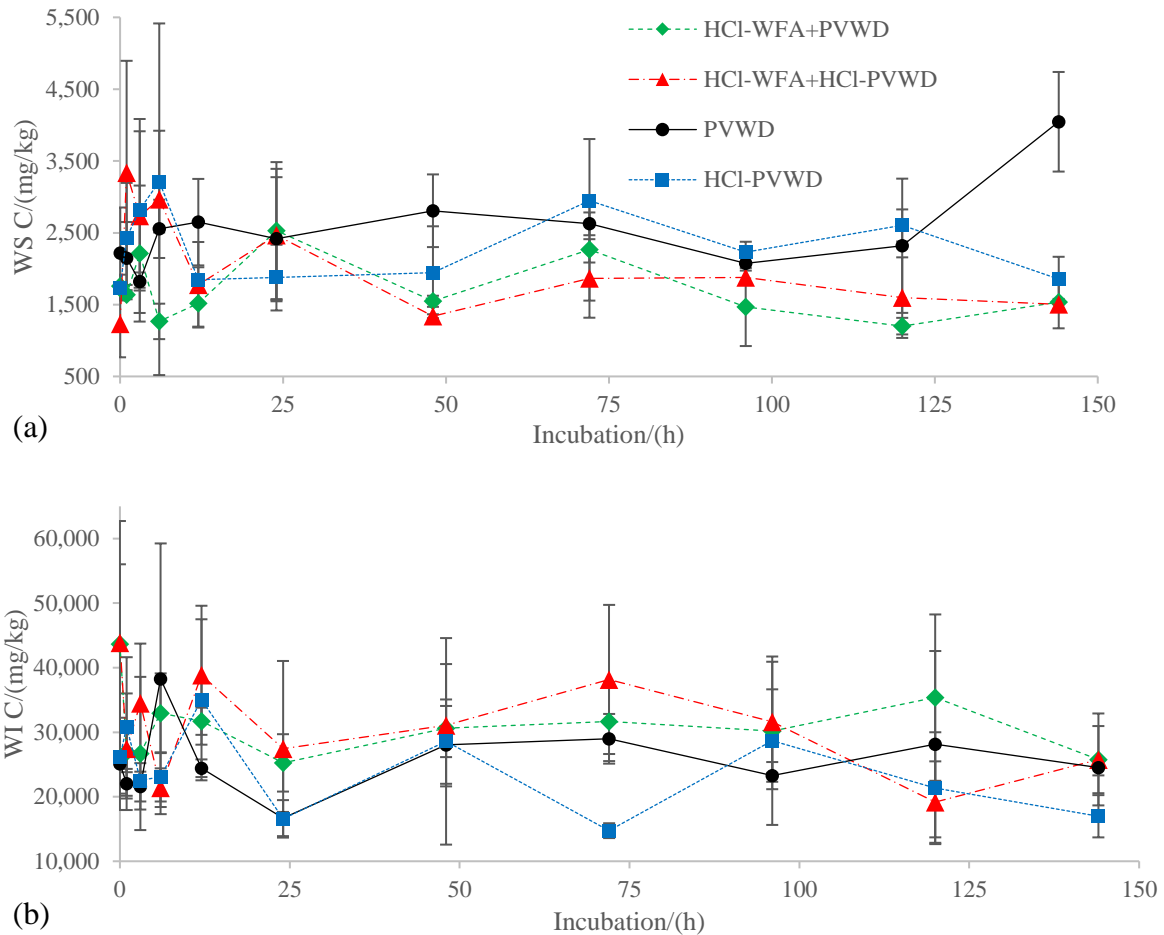 5,500
4,500
3,500
2,500
1,500
500
WS C/(mg/kg)
HCl-WFA+PVWD
HCl-WFA+HCl-PVWD
PVWD
HCl-PVWD
0 25 50 75 100 125 150
Incubation/(h)
(a)
60,000
50,000
40,000
30,000
20,000
10,000
WI C/(mg/kg)
0 25 50 75 100 125 150
Incubation/(h)
(b)